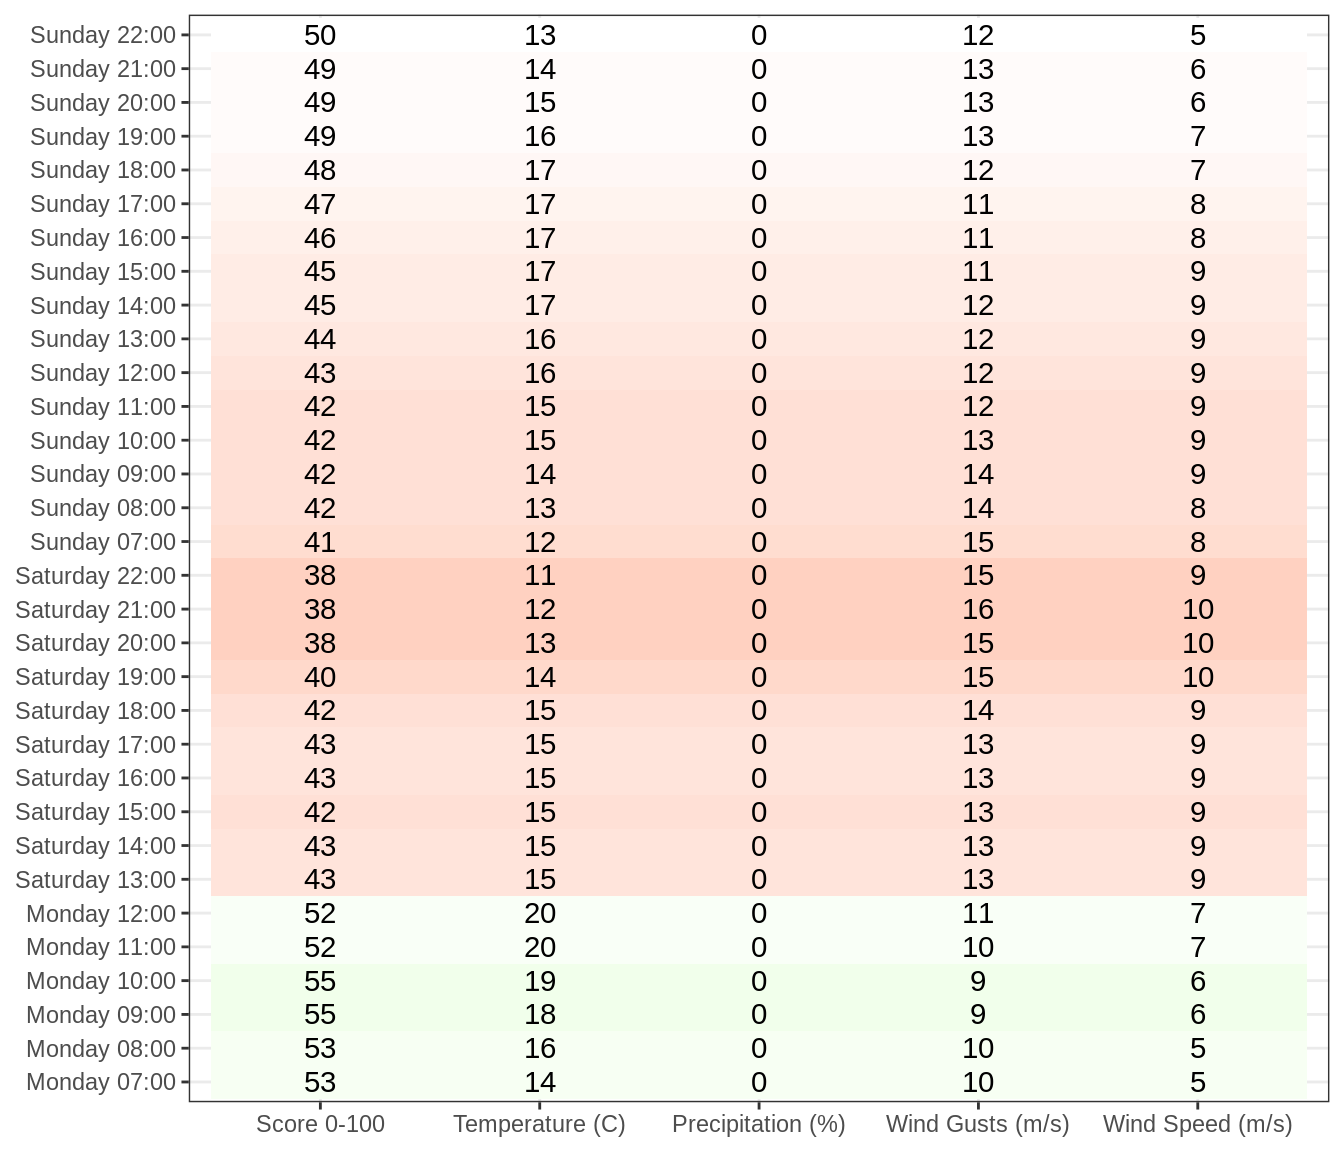 Sunday 22:00 50 13 0 12 5
Sunday 21:00 49 14 0 13 6
Sunday 20:00 49 15 0 13 6
Sunday 19:00 49 16 0 13 7
Sunday 18:00 48 17 0 12 7
Sunday 17:00 47 17 0 11 8
Sunday 16:00 46 17 0 11 8
Sunday 15:00 45 17 0 11 9
Sunday 14:00 45 17 0 12 9
Sunday 13:00 44 16 0 12 9
Sunday 12:00 43 16 0 12 9
Sunday 11:00 42 15 0 12 9
Sunday 10:00 42 15 0 13 9
Sunday 09:00 42 14 0 14 9
Sunday 08:00 42 13 0 14 8
Sunday 07:00 41 12 0 15 8
Saturday 22:00 38 11 0 15 9
Saturday 21:00 38 12 0 16 10
Saturday 20:00 38 13 0 15 10
Saturday 19:00 40 14 0 15 10
Saturday 18:00 42 15 0 14 9
Saturday 17:00 43 15 0 13 9
Saturday 16:00 43 15 0 13 9
Saturday 15:00 42 15 0 13 9
Saturday 14:00 43 15 0 13 9
Saturday 13:00 43 15 0 13 9
Monday 12:00 52 20 0 11 7
Monday 11:00 52 20 0 10 7
Monday 10:00 55 19 0 9 6
Monday 09:00 55 18 0 9 6
Monday 08:00 53 16 0 10 5
Monday 07:00 53 14 0 10 5
Score 0-100 Temperature (C) Precipitation (%) Wind Gusts (m/s) Wind Speed (m/s)